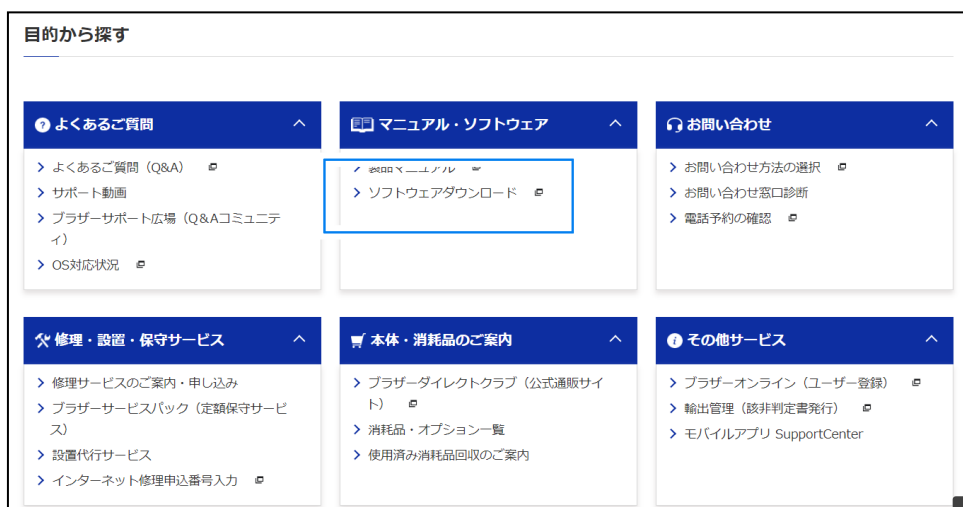 目的から探す
よくあるご質問
よくあるご質問（Q&A）
サポート動画
ブラザーサポート広場（Q&Aコミュニテ
ィ）
OS対応状況
マニュアル・ソフトウェア
製品マニュアル
ソフトウェアダウンロード
お問い合わせ
お問い合わせ方法の選択
お問い合わせ窓口診断
電話予約の確認
修理・設置・保守サービス
修理サービスのご案内・申し込み
ブラザーサービスパック（定額保守サービ
ス）
設置代行サービス
インターネット修理申込番号入力
本体・消耗品のご案内
ブラザーダイレクトクラブ（公式通販サイ
ト）
消耗品・オプション一覧
使用済み消耗品回収のご案内
その他サービス
ブラザーオンライン（ユーザー登録）
輸出管理（該非判定書発行）
モバイルアプリ SupportCenter